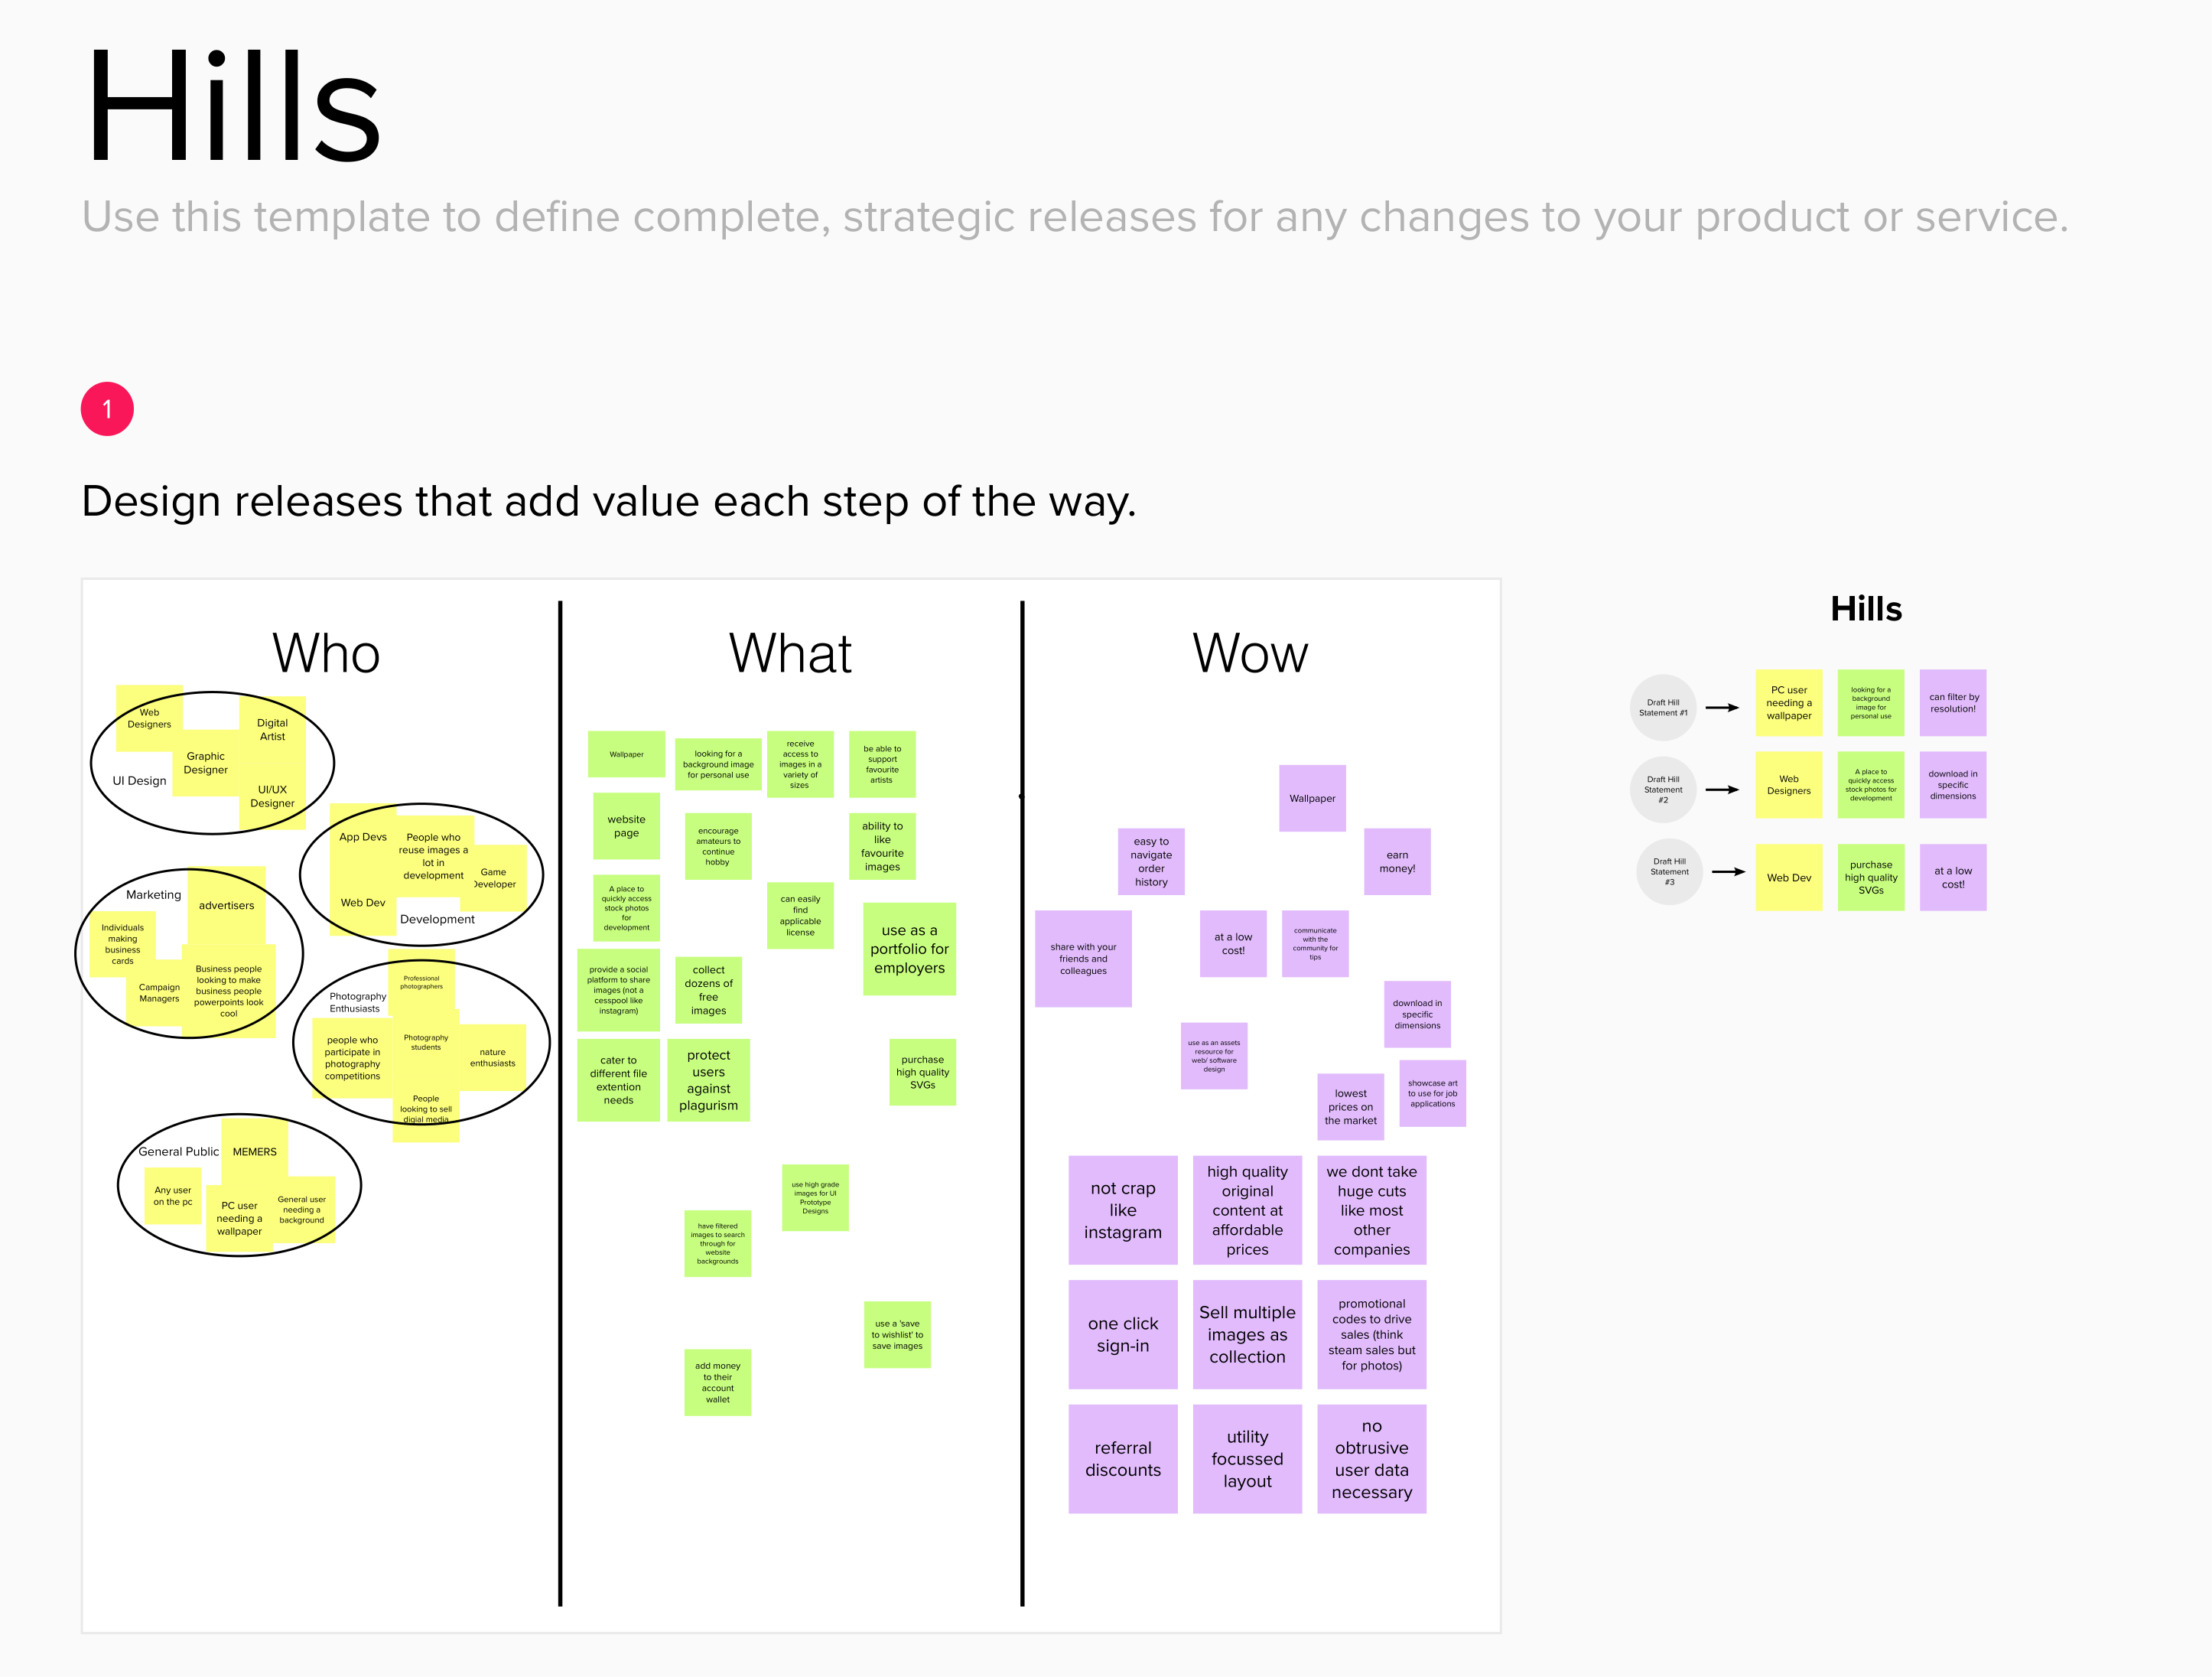 Hills
Use this template to define complete, strategic releases for any changes to your product or service.
1
Design releases that add value each step of the way.
Who
Web
Designers
Digital
Artist
Graphic
Designer
UI Design
UI/UX
Designer
App Devs
People who
reuse images a
lot in
development
Game
Developer
Web Dev
Development
Marketing
advertisers
Individuals
making
business
cards
Campaign
Managers
Business people
looking to make
business people
powerpoints look
cool
Professional
photographers
Photography
Enthusiasts
people who
participate in
photography
competitions
Photography
students
nature
enthusiasts
People
looking to sell
digial media
General Public
MEMERS
Any user
on the pc
PC user
needing a
wallpaper
General user
needing a
background
What
Wallpaper
looking for a
background image
for personal use
receive
access to
images in a
variety of
sizes
be able to
support
favourite
artists
website
page
encourage
amateurs to
continue
hobby
ability to
like
favourite
images
A place to
quickly access
stock photos
for
development
can easily
find
applicable
license
use as a
portfolio for
employers
provide a social
platform to share
images (not a
cesspool like
instagram)
collect
dozens of
free
images
cater to
different file
extention
needs
protect
users
against
plagurism
purchase
high quality
SVGs
use high grade
images for UI
Prototype
Designs
have filtered
images to search
through for
website
backgrounds
use a 'save
to wishlist' to
save images
add money
to their
account
wallet
Wow
Wallpaper
easy to
navigate
order
history
earn
money!
share with your
friends and
colleagues
at a low
cost!
communicate
with the
community for
tips
download in
specific
dimensions
use as an assets
resource for
web/ software
design
lowest
prices on
the market
showcase art
to use for job
applications
not crap
like
instagram
high quality
original
content at
affordable
prices
we dont take
huge cuts
like most
other
companies
one click
sign-in
Sell multiple
images as
collection
promotional
codes to drive
sales (think
steam sales but
for photos)
referral
discounts
utility
focussed
layout
no
obtrusive
user data
necessary
Hills
Draft Hill
Statement #1
PC user
needing a
wallpaper
looking for a
background
image for
personal use
can filter by
resolution!
Draft Hill
Statement
#2
Web
Designers
A place to
quickly access
stock photos for
development
download in
specific
dimensions
Draft Hill
Statement
#3
Web Dev
purchase
high quality
SVGs
at a low
cost!